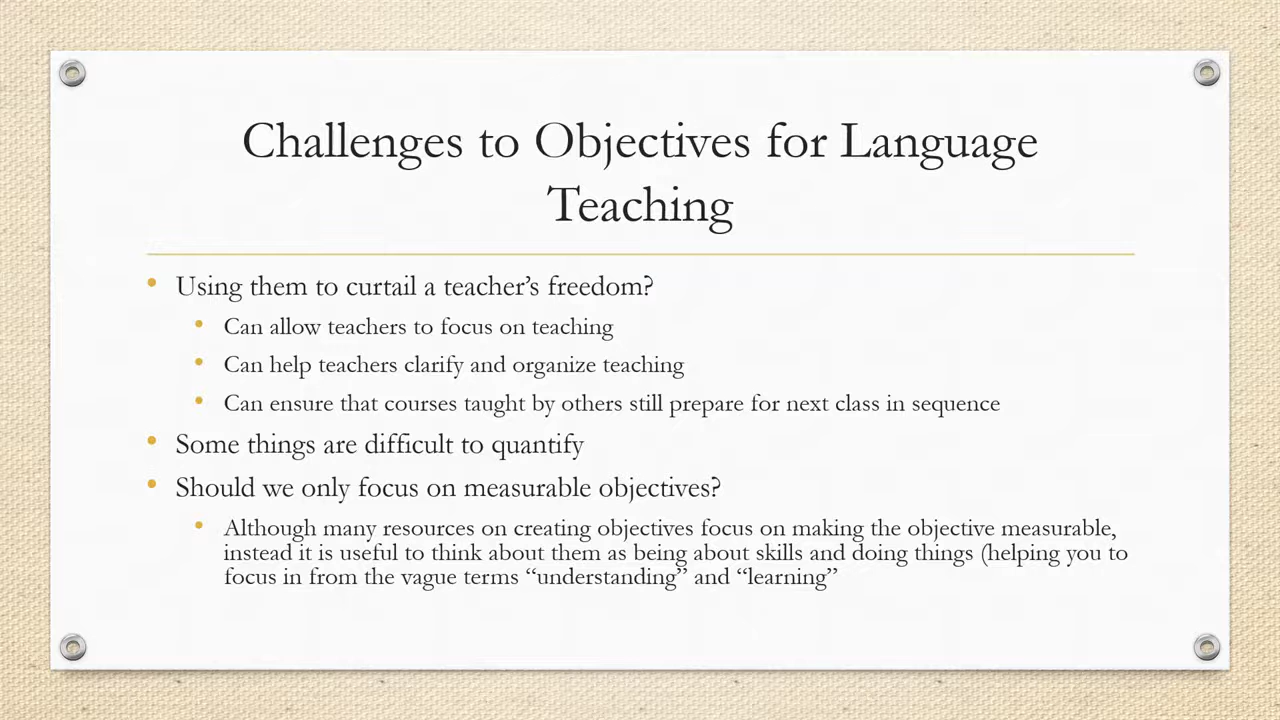 Challenges to Objectives for Language
Teaching
• Using them to curtail a teacher’s freedom?
• Can allow teachers to focus on teaching
• Can help teachers clarify and organize teaching
• Can ensure that courses taught by others still prepare for next class in sequence
• Some things are difficult to quantify
• Should we only focus on measurable objectives?
• Although many resources on creating objectives focus on making the objective measurable,
instead it is useful to think about them as being about skills and doing things (helping you to
focus in from the vague terms “understanding” and “learning”